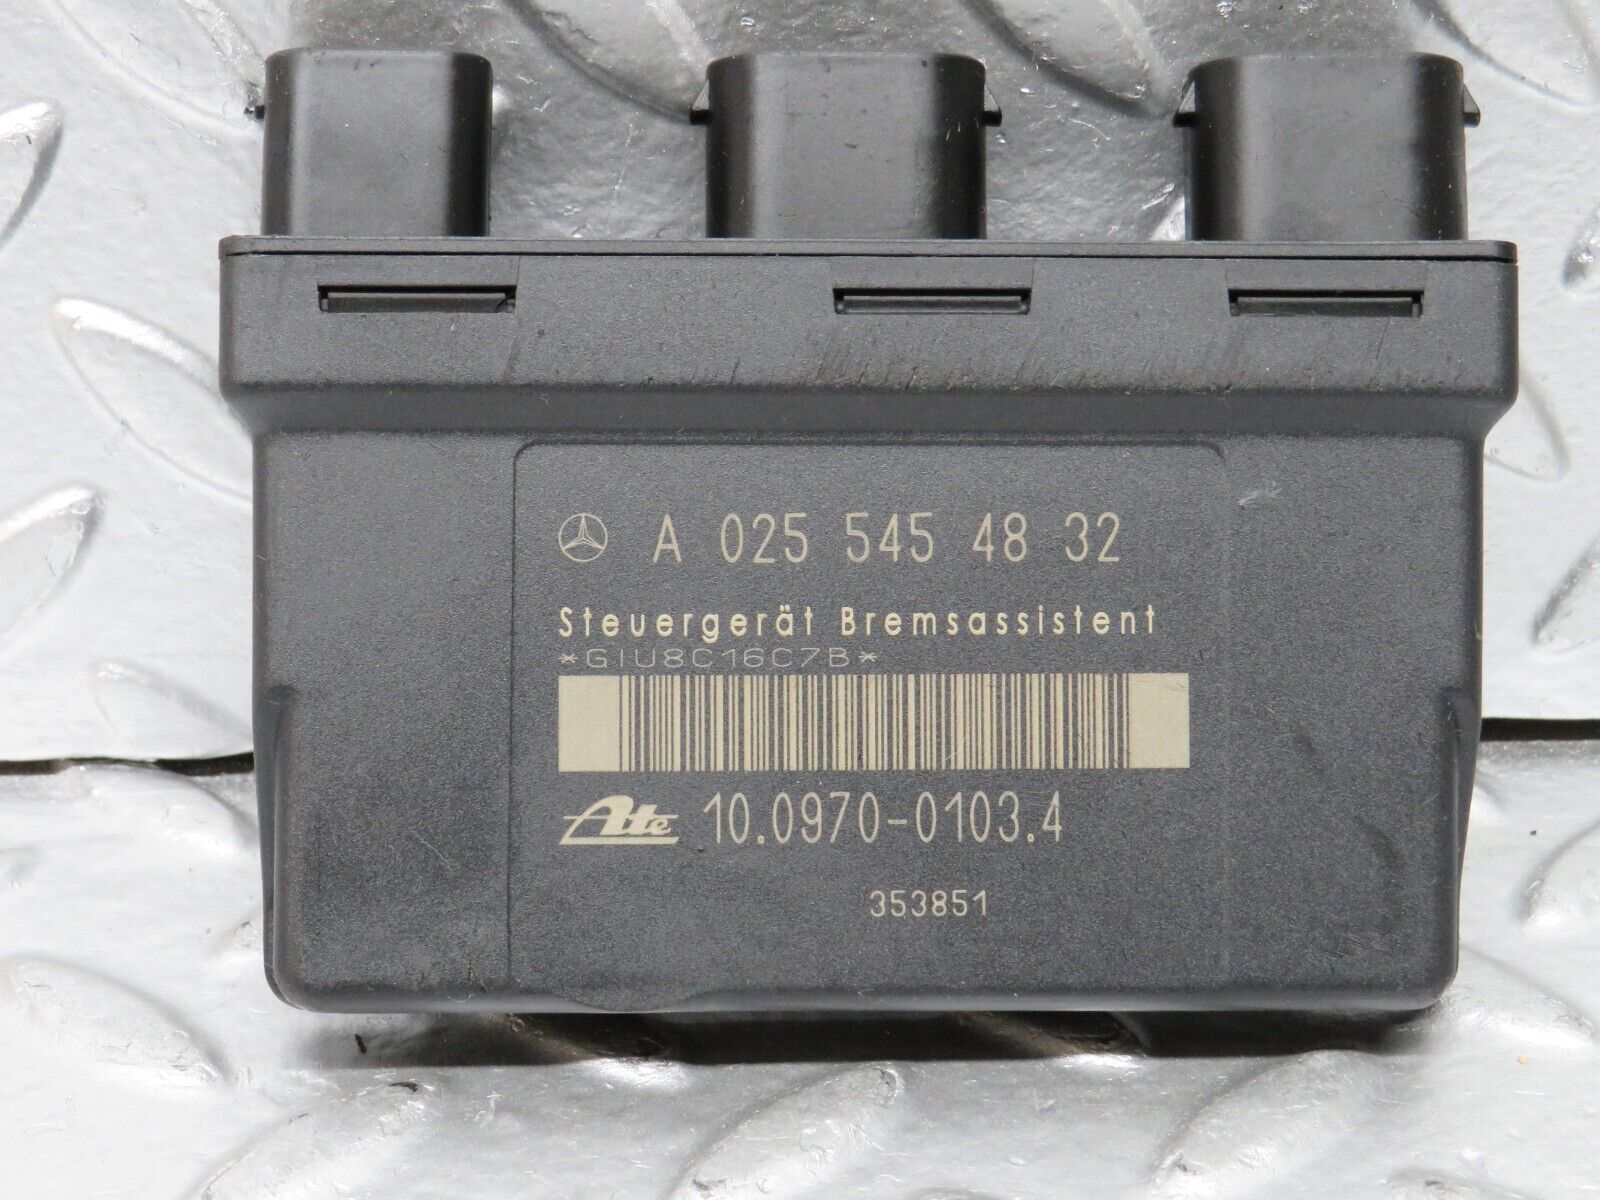 A 025 545 48 32
Steuergerät Bremsassistent
*GIU8C16C7B*
Ate 10.0970-0103.4
353851